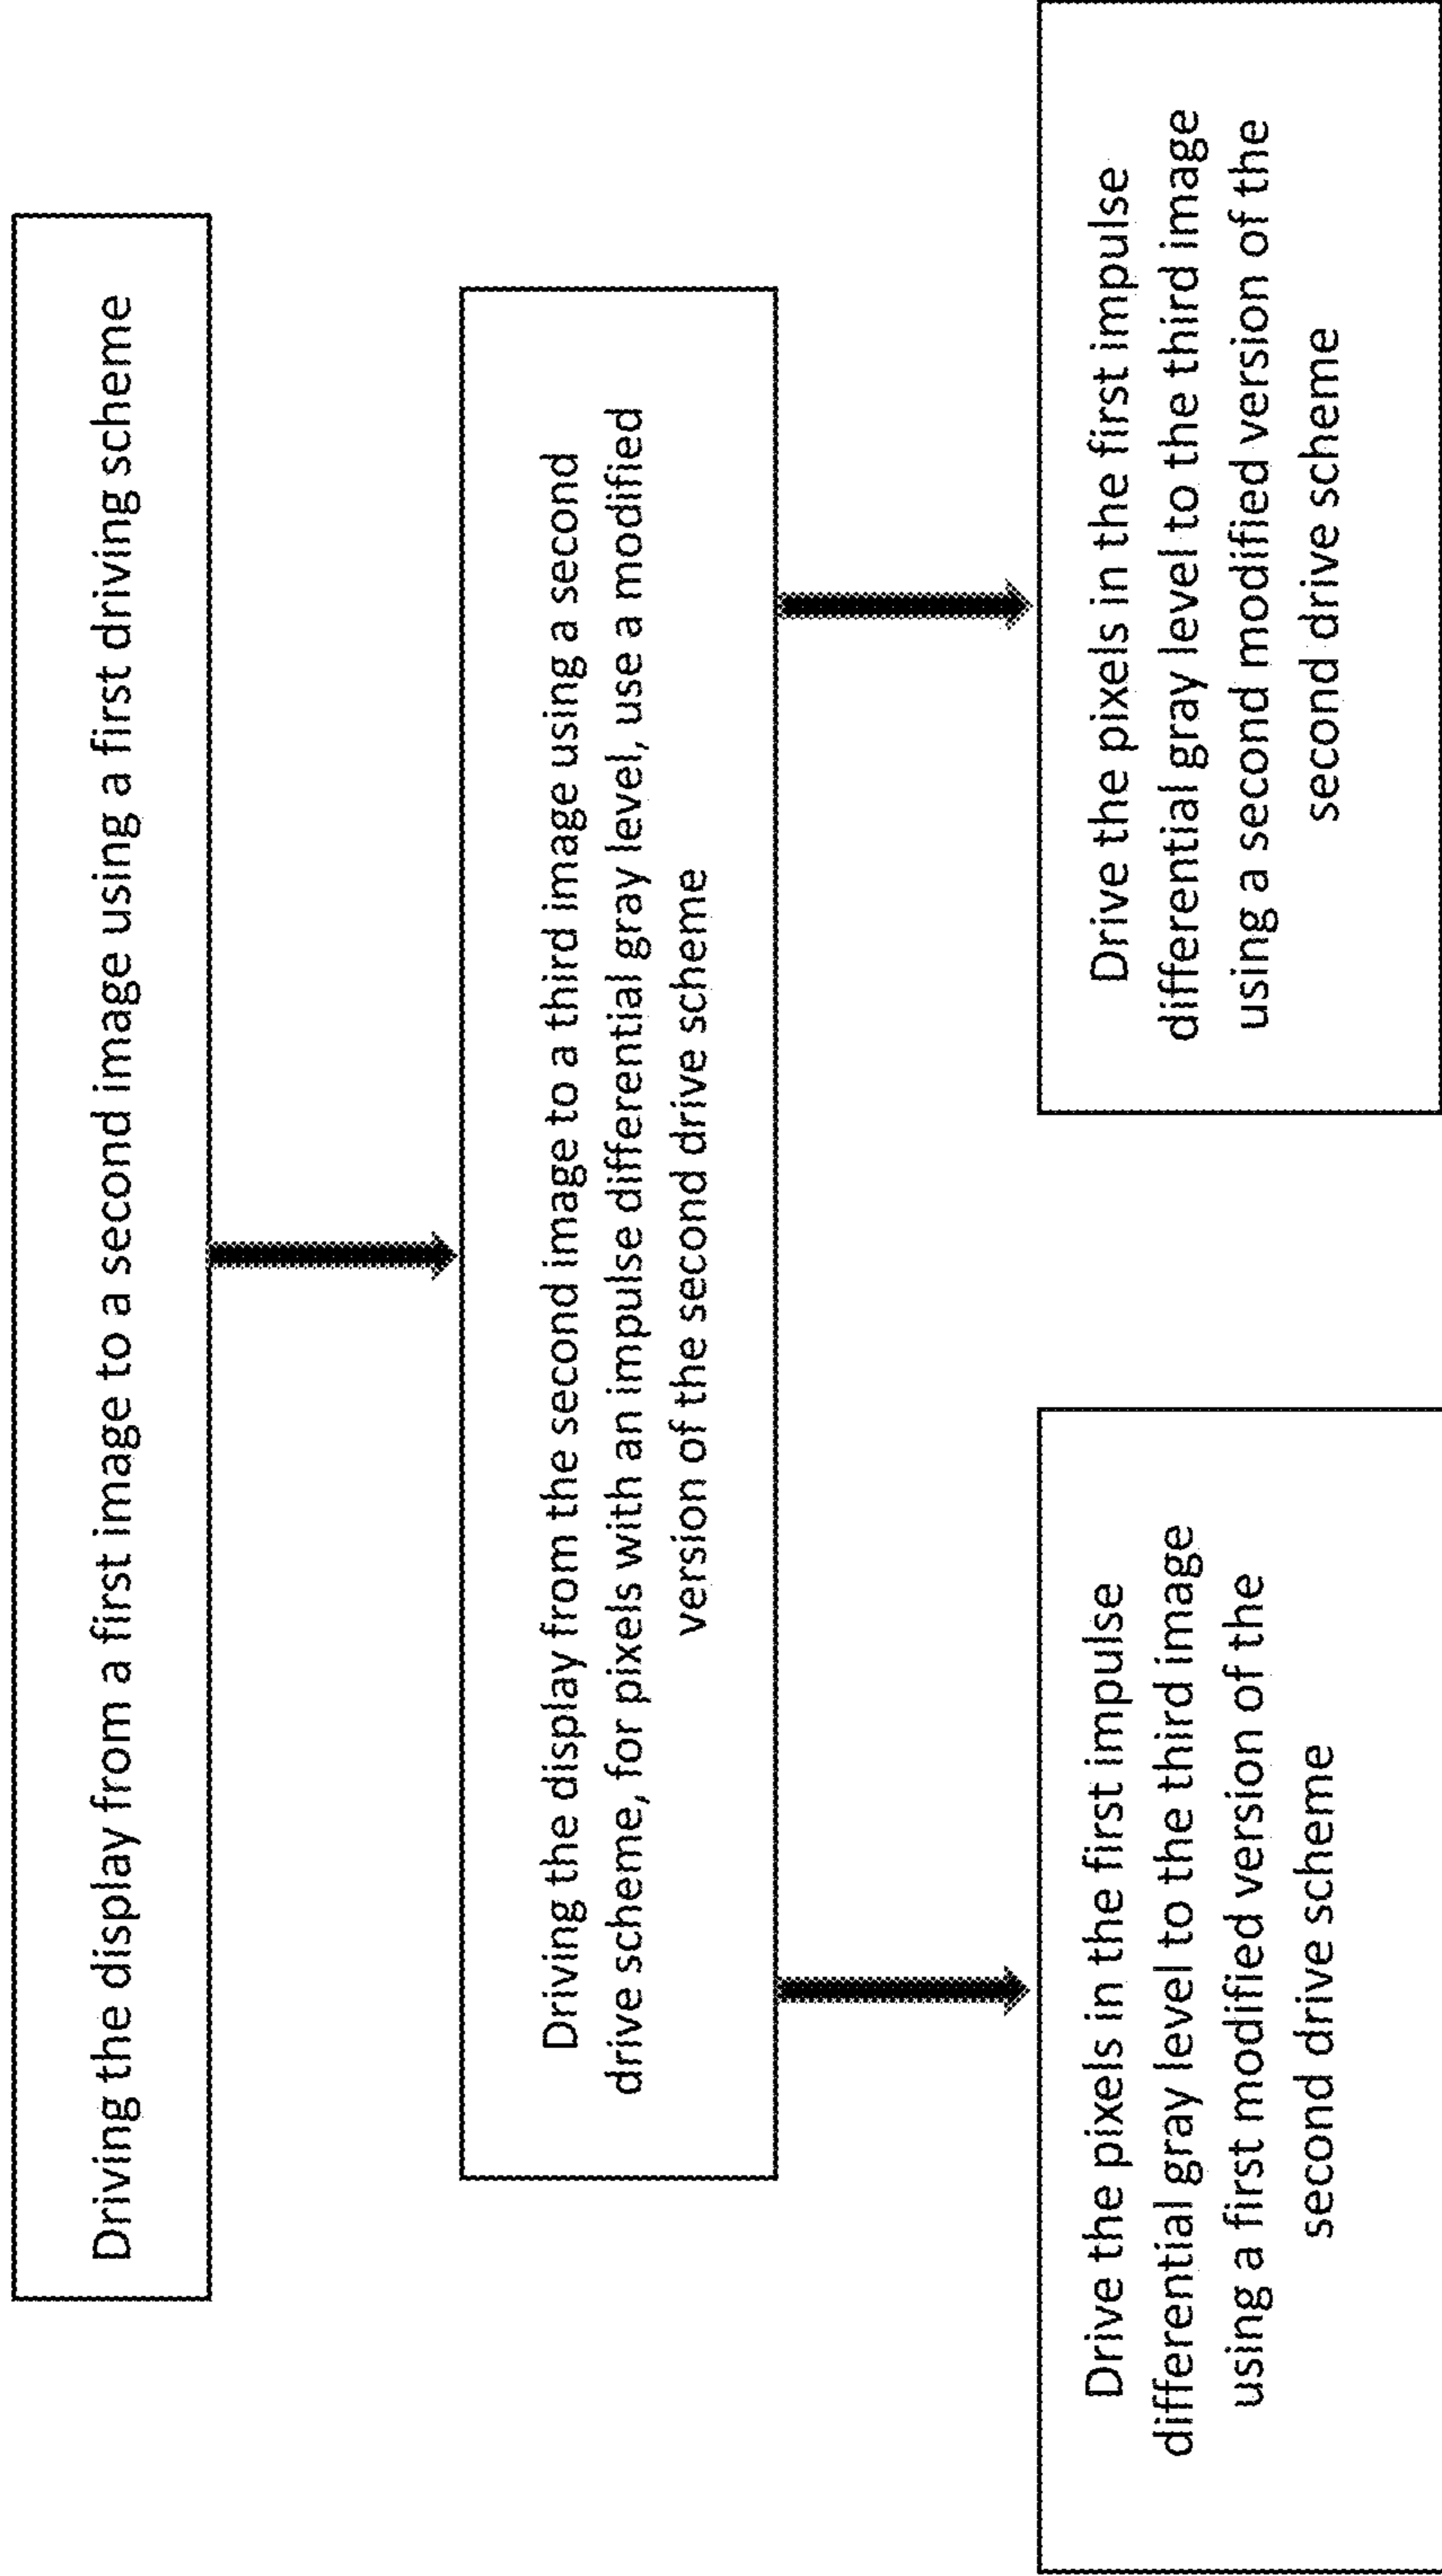 Driving the display from a first image to a second image using a first driving scheme
Driving the display from the second image to a third image using a second
drive scheme, for pixels with an impulse differential gray level, use a modified
version of the second drive scheme
Drive the pixels in the first impulse
differential gray level to the third image
using a first modified version of the
second drive scheme
Drive the pixels in the first impulse
differential gray level to the third image
using a second modified version of the
second drive scheme